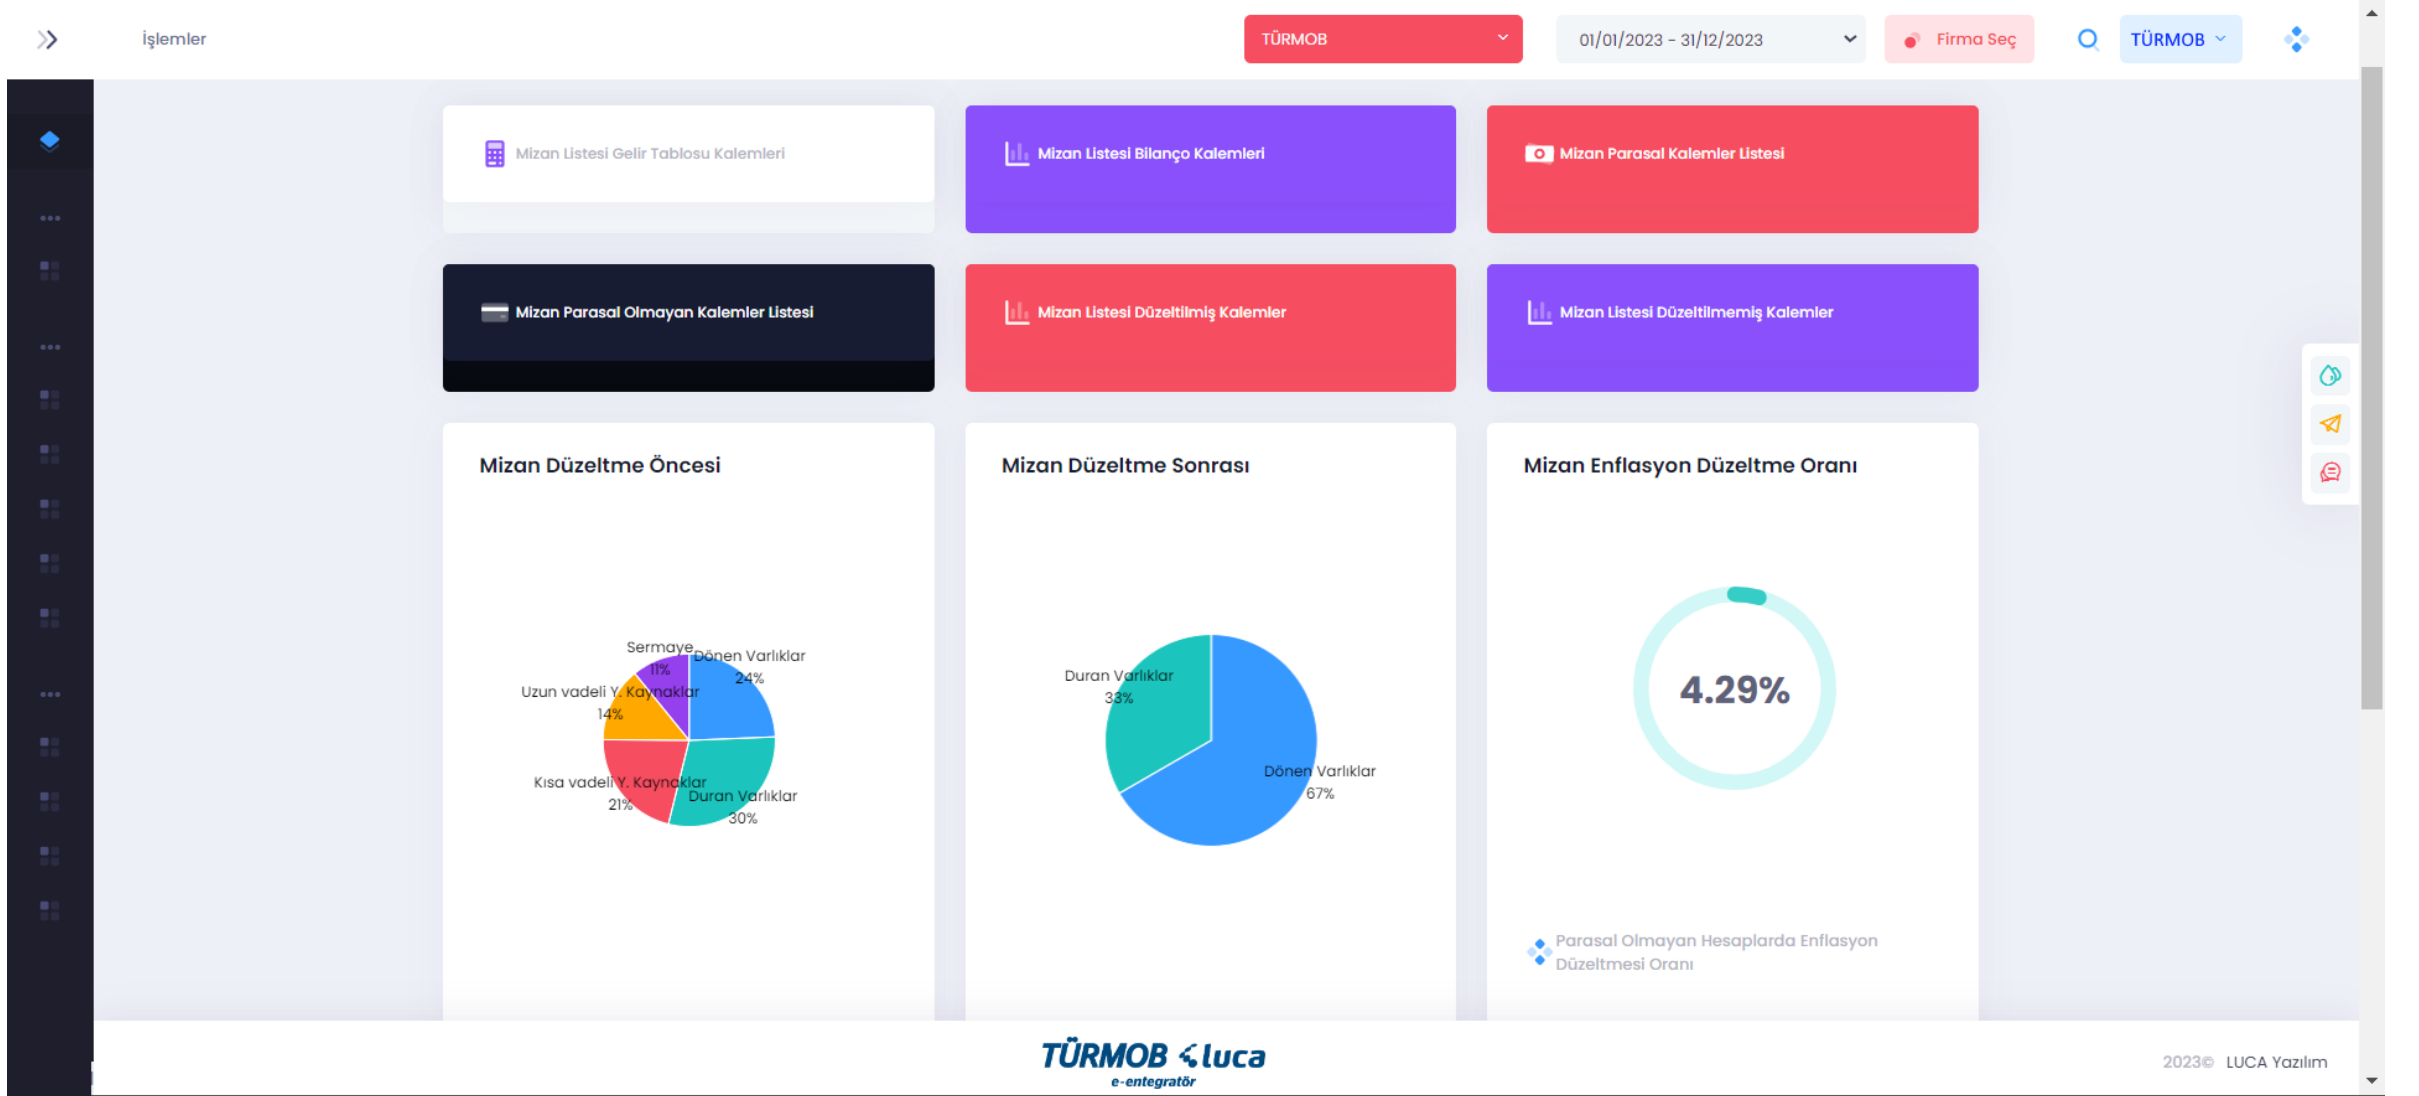 İşlemler
TÜRMOB
01/01/2023 - 31/12/2023
Firma Seç
TÜRMOB
Mizan Listesi Gelir Tablosu Kalemleri
Mizan Listesi Bilanço Kalemleri
Mizan Parasal Kalemler Listesi
Mizan Parasal Olmayan Kalemler Listesi
Mizan Listesi Düzeltilmiş Kalemler
Mizan Listesi Düzeltilmemiş Kalemler
Mizan Düzeltme Öncesi
Sermaye
11%
Dönen Varlıklar
24%
Uzun vadeli Y. Kaynaklar
14%
Kısa vadeli Y. Kaynaklar
21%
Duran Varlıklar
30%
Mizan Düzeltme Sonrası
Duran Varlıklar
33%
Dönen Varlıklar
67%
Mizan Enflasyon Düzeltme Oranı
4.29%
Parasal Olmayan Hesaplarda Enflasyon
Düzeltmesi Oranı
TÜRMOB luca
e-entegratör
2023© LUCA Yazılım